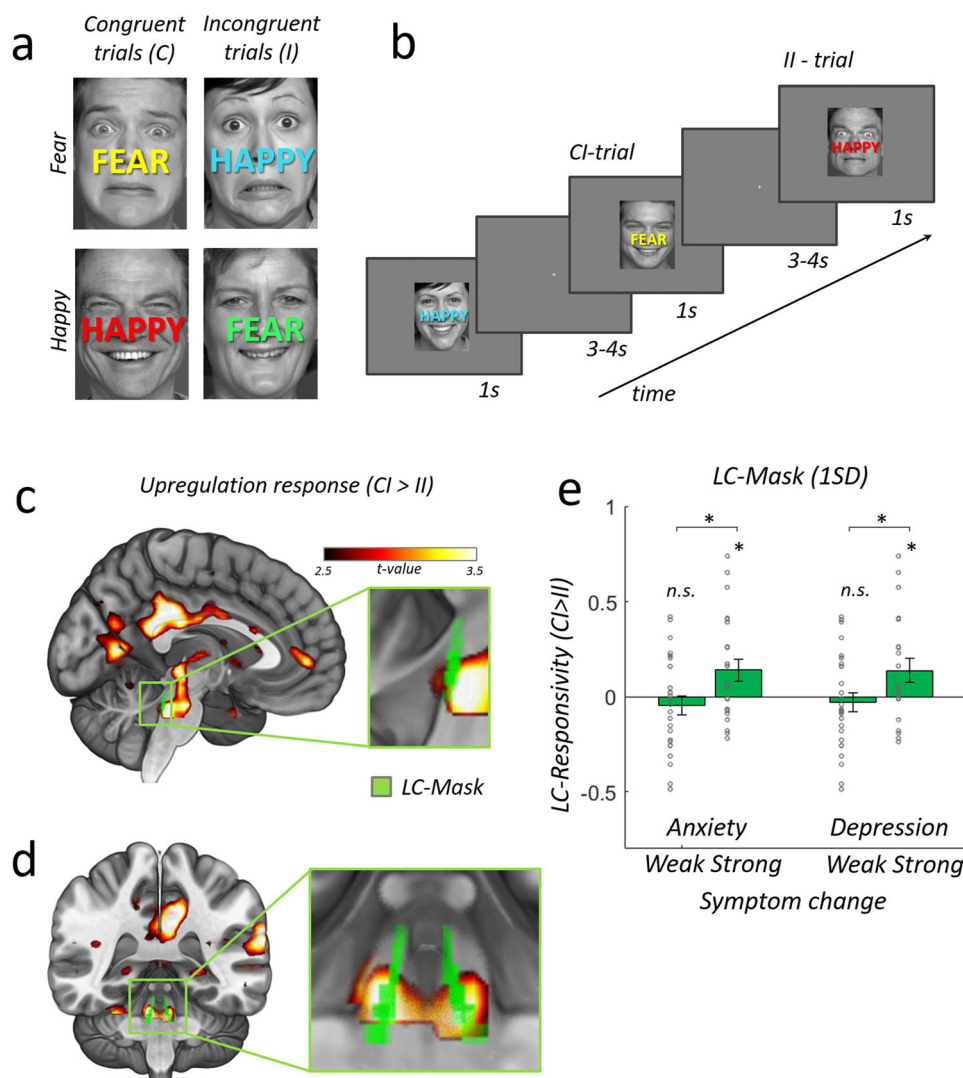 a
Congruent trials (C)
Incongruent trials (I)
Fear
FEAR
HAPPY
Happy
HAPPY
FEAR
b
II - trial
CI-trial
HAPPY
FEAR
HAPPY
1s
3-4s
1s
3-4s
1s
time
c
Upregulation response (CI > II)
2.5
t-value
3.5
LC-Mask
d
e
LC-Mask (1SD)
LC-Responsivity (CI>II)
1
0.5
0
-0.5
*
*
*
*
n.s.
n.s.
Anxiety
Depression
Weak Strong
Weak Strong
Symptom change